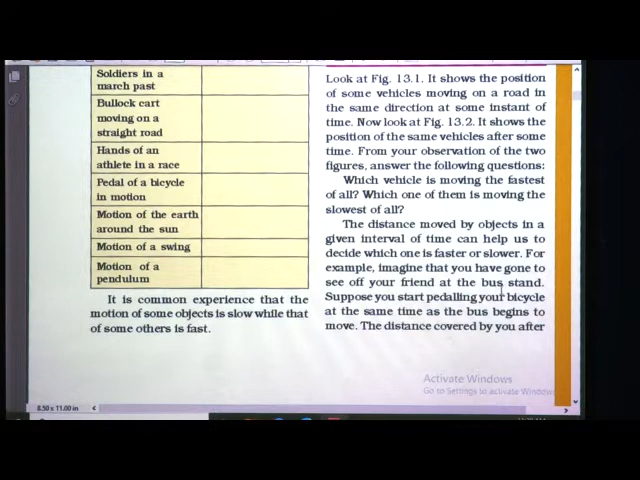 Soldiers in a
march past
Bullock cart
moving on a
straight road
Hands of an
athlete in a race
Pedal of a bicycle
in motion
Motion of the earth
around the sun
Motion of a swing
Motion of a
pendulum
It is common experience that the
motion of some objects is slow while that
of some others is fast.
Look at Fig. 13.1. It shows the position
of some vehicles moving on a road in
the same direction at some instant of
time. Now look at Fig. 13.2. It shows the
position of the same vehicles after some
time. From your observation of the two
figures, answer the following questions:
Which vehicle is moving the fastest
of all? Which one of them is moving the
slowest of all?
The distance moved by objects in a
given interval of time can help us to
decide which one is faster or slower. For
example, imagine that you have gone to
see off your friend at the bus stand.
Suppose you start pedalling your bicycle
at the same time as the bus begins to
move. The distance covered by you after
Activate Windows
Go to Settings to activate Windows
8.50 x 11.00 in